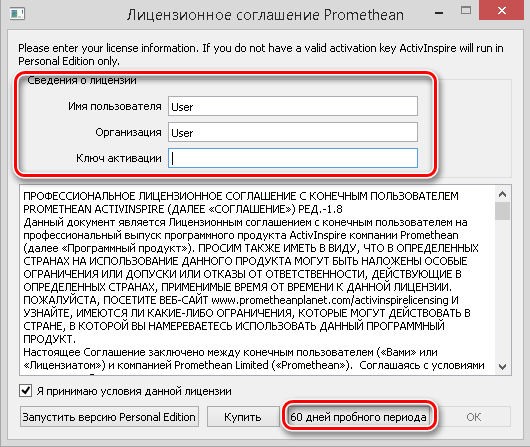 Лицензионное соглашение Promethean
Please enter your license information. If you do not have a valid activation key ActivInspire will run in
Personal Edition only.
Сведения о лицензии
Имя пользователя User
Организация User
Ключ активации
ПРОФЕССИОНАЛЬНОЕ ЛИЦЕНЗИОННОЕ СОГЛАШЕНИЕ С КОНЕЧНЫМ ПОЛЬЗОВАТЕЛЕМ
PROMETHEAN ACTIVINSPIRE (ДАЛЕЕ «СОГЛАШЕНИЕ») РЕД.-1.8
Данный документ является Лицензионным соглашением с конечным пользователем на
профессиональный выпуск программного продукта ActivInspire компании Promethean
(далее «Программный продукт»). ПРОСИМ ТАКЖЕ ИМЕТЬ В ВИДУ, ЧТО В ОПРЕДЕЛЕННЫХ
СТРАНАХ НА ИСПОЛЬЗОВАНИЕ ДАННОГО ПРОДУКТА МОГУТ БЫТЬ НАЛОЖЕНЫ ОСОБЫЕ
ОГРАНИЧЕНИЯ ИЛИ ДОПУСКИ ИЛИ ОТКАЗЫ ОТ ОТВЕТСТВЕННОСТИ, ДЕЙСТВУЮЩИЕ В
ОПРЕДЕЛЕННЫХ СТРАНАХ, ПРИМЕНИМЫЕ ВРЕМЯ ОТ ВРЕМЕНИ К ДАННОЙ ЛИЦЕНЗИИ.
ПОЖАЛУЙСТА, ПОСЕТИТЕ ВЕБ-САЙТ www.prometheanplanet.com/activinspirelicensing И
УЗНАЙТЕ, ИМЕЮТСЯ ЛИ КАКИЕ-ЛИБО ОГРАНИЧЕНИЯ, КОТОРЫЕ МОГУТ ДЕЙСТВОВАТЬ В
СТРАНЕ, В КОТОРОЙ ВЫ НАМЕРЕВАЕТЕСЬ ИСПОЛЬЗОВАТЬ ДАННЫЙ ПРОГРАММНЫЙ
ПРОДУКТ.
Настоящее Соглашение заключено между конечным пользователем («Вами» или
«Лицензиатом») и компанией Promethean Limited («Promethean»). Соглашаясь с условиями
Я принимаю условия данной лицензии
Запустить версию Personal Edition Купить 60 дней пробного периода OK